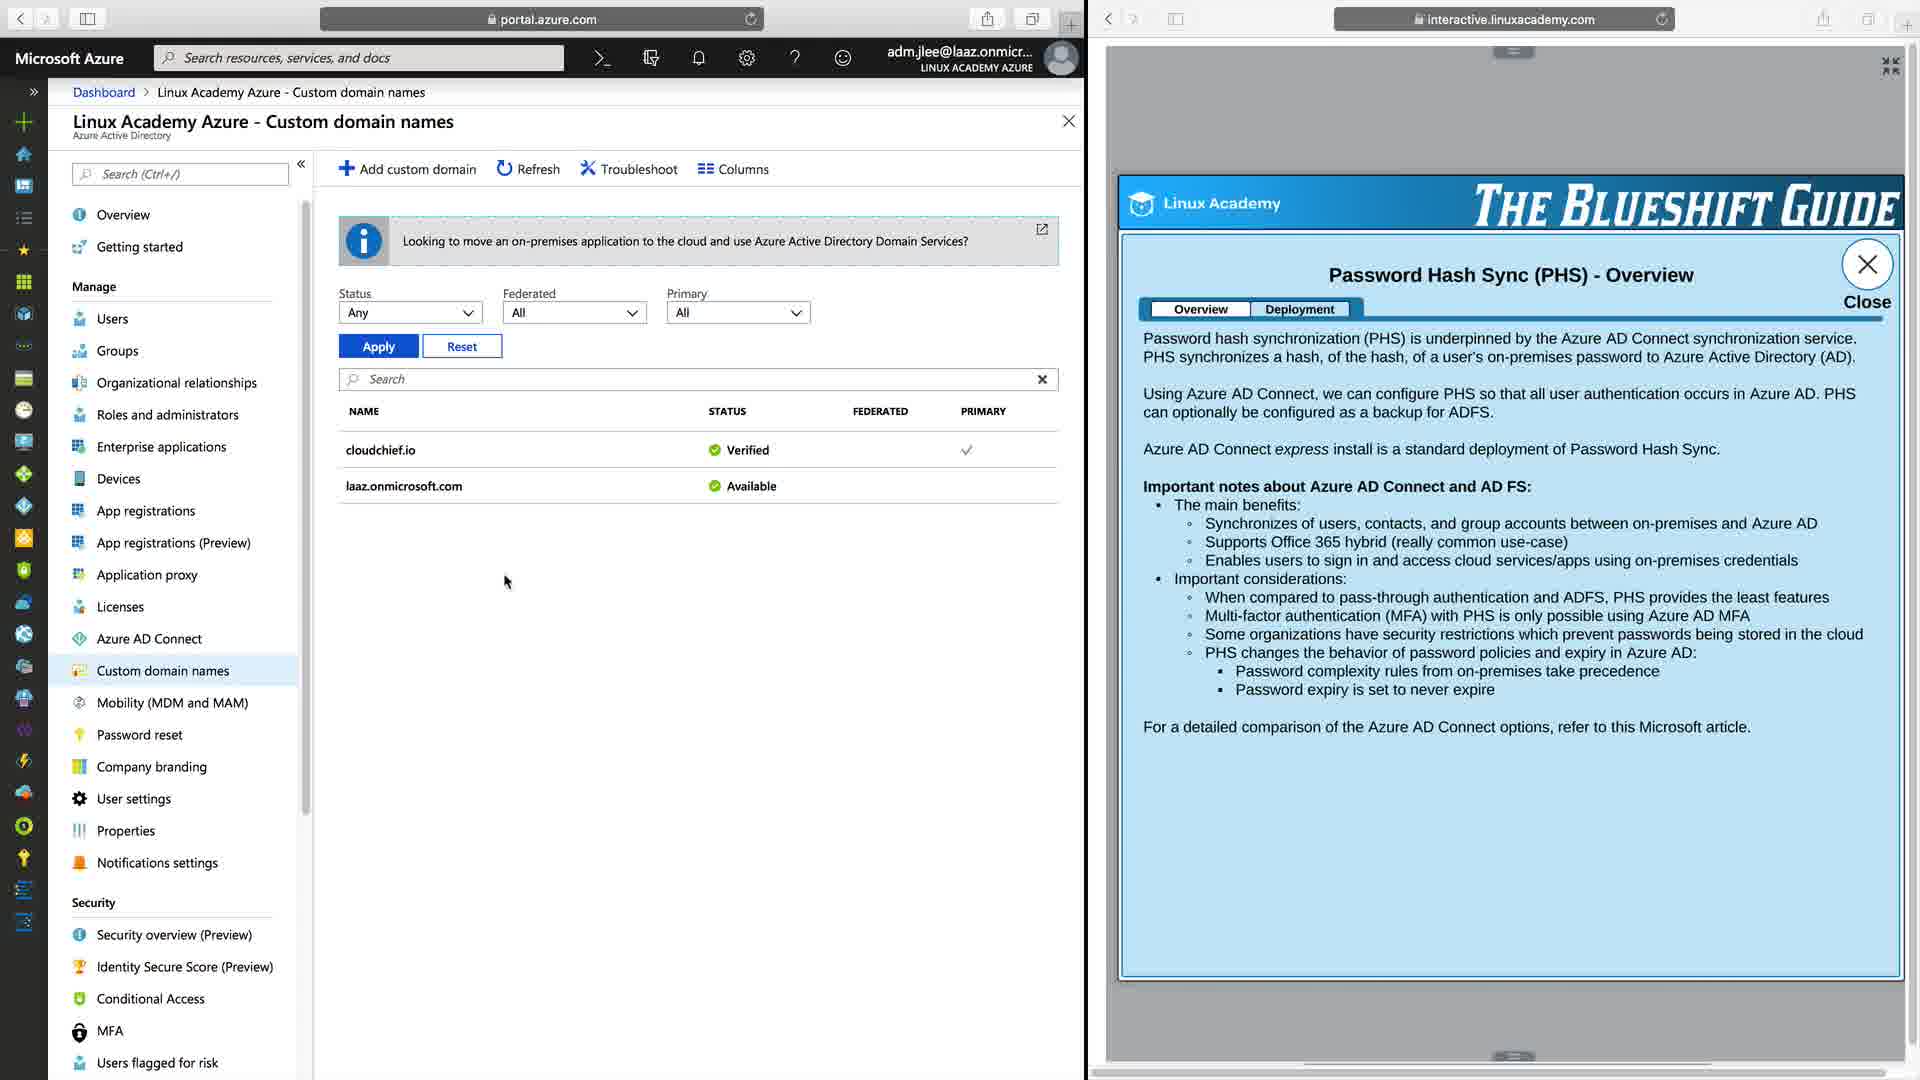 portal.azure.com
Microsoft Azure
Search resources, services, and docs
adm.jlee@laaz.onmicr...
LINUX ACADEMY AZURE
Dashboard > Linux Academy Azure - Custom domain names
Linux Academy Azure - Custom domain names
Azure Active Directory
Search (Ctrl+/)
Overview
Getting started
Manage
Users
Groups
Organizational relationships
Roles and administrators
Enterprise applications
Devices
App registrations
App registrations (Preview)
Application proxy
Licenses
Azure AD Connect
Custom domain names
Mobility (MDM and MAM)
Password reset
Company branding
User settings
Properties
Notifications settings
Security
Security overview (Preview)
Identity Secure Score (Preview)
Conditional Access
MFA
Users flagged for risk
Add custom domain Refresh Troubleshoot Columns
Looking to move an on-premises application to the cloud and use Azure Active Directory Domain Services?
Status Federated Primary
Any All All
Apply Reset
Search
NAME STATUS FEDERATED PRIMARY
cloudchief.io Verified
laaz.onmicrosoft.com Available
interactive.linuxacademy.com
Linux Academy THE BLUESHIFT GUIDE
Password Hash Sync (PHS) - Overview
Close
Overview Deployment
Password hash synchronization (PHS) is underpinned by the Azure AD Connect synchronization service.
PHS synchronizes a hash, of the hash, of a user's on-premises password to Azure Active Directory (AD).
Using Azure AD Connect, we can configure PHS so that all user authentication occurs in Azure AD. PHS
can optionally be configured as a backup for ADFS.
Azure AD Connect express install is a standard deployment of Password Hash Sync.
Important notes about Azure AD Connect and AD FS:
• The main benefits:
◦ Synchronizes of users, contacts, and group accounts between on-premises and Azure AD
◦ Supports Office 365 hybrid (really common use-case)
◦ Enables users to sign in and access cloud services/apps using on-premises credentials
• Important considerations:
◦ When compared to pass-through authentication and ADFS, PHS provides the least features
◦ Multi-factor authentication (MFA) with PHS is only possible using Azure AD MFA
◦ Some organizations have security restrictions which prevent passwords being stored in the cloud
◦ PHS changes the behavior of password policies and expiry in Azure AD:
▪ Password complexity rules from on-premises take precedence
▪ Password expiry is set to never expire
For a detailed comparison of the Azure AD Connect options, refer to this Microsoft article.